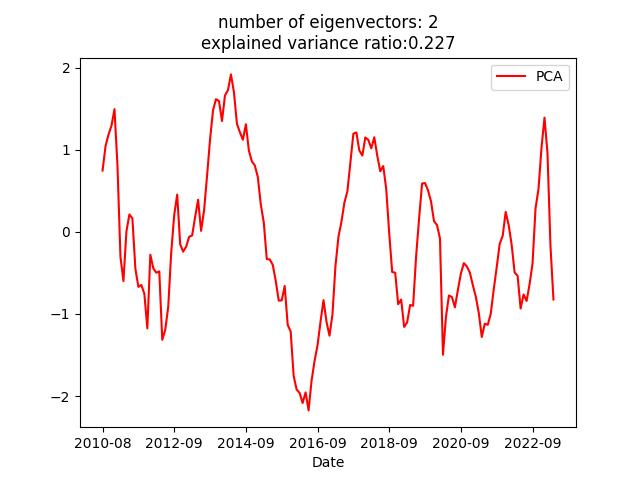 number of eigenvectors: 2
explained variance ratio:0.227
PCA
2
1
0
−1
−2
2010-08 2012-09 2014-09 2016-09 2018-09 2020-09 2022-09
Date